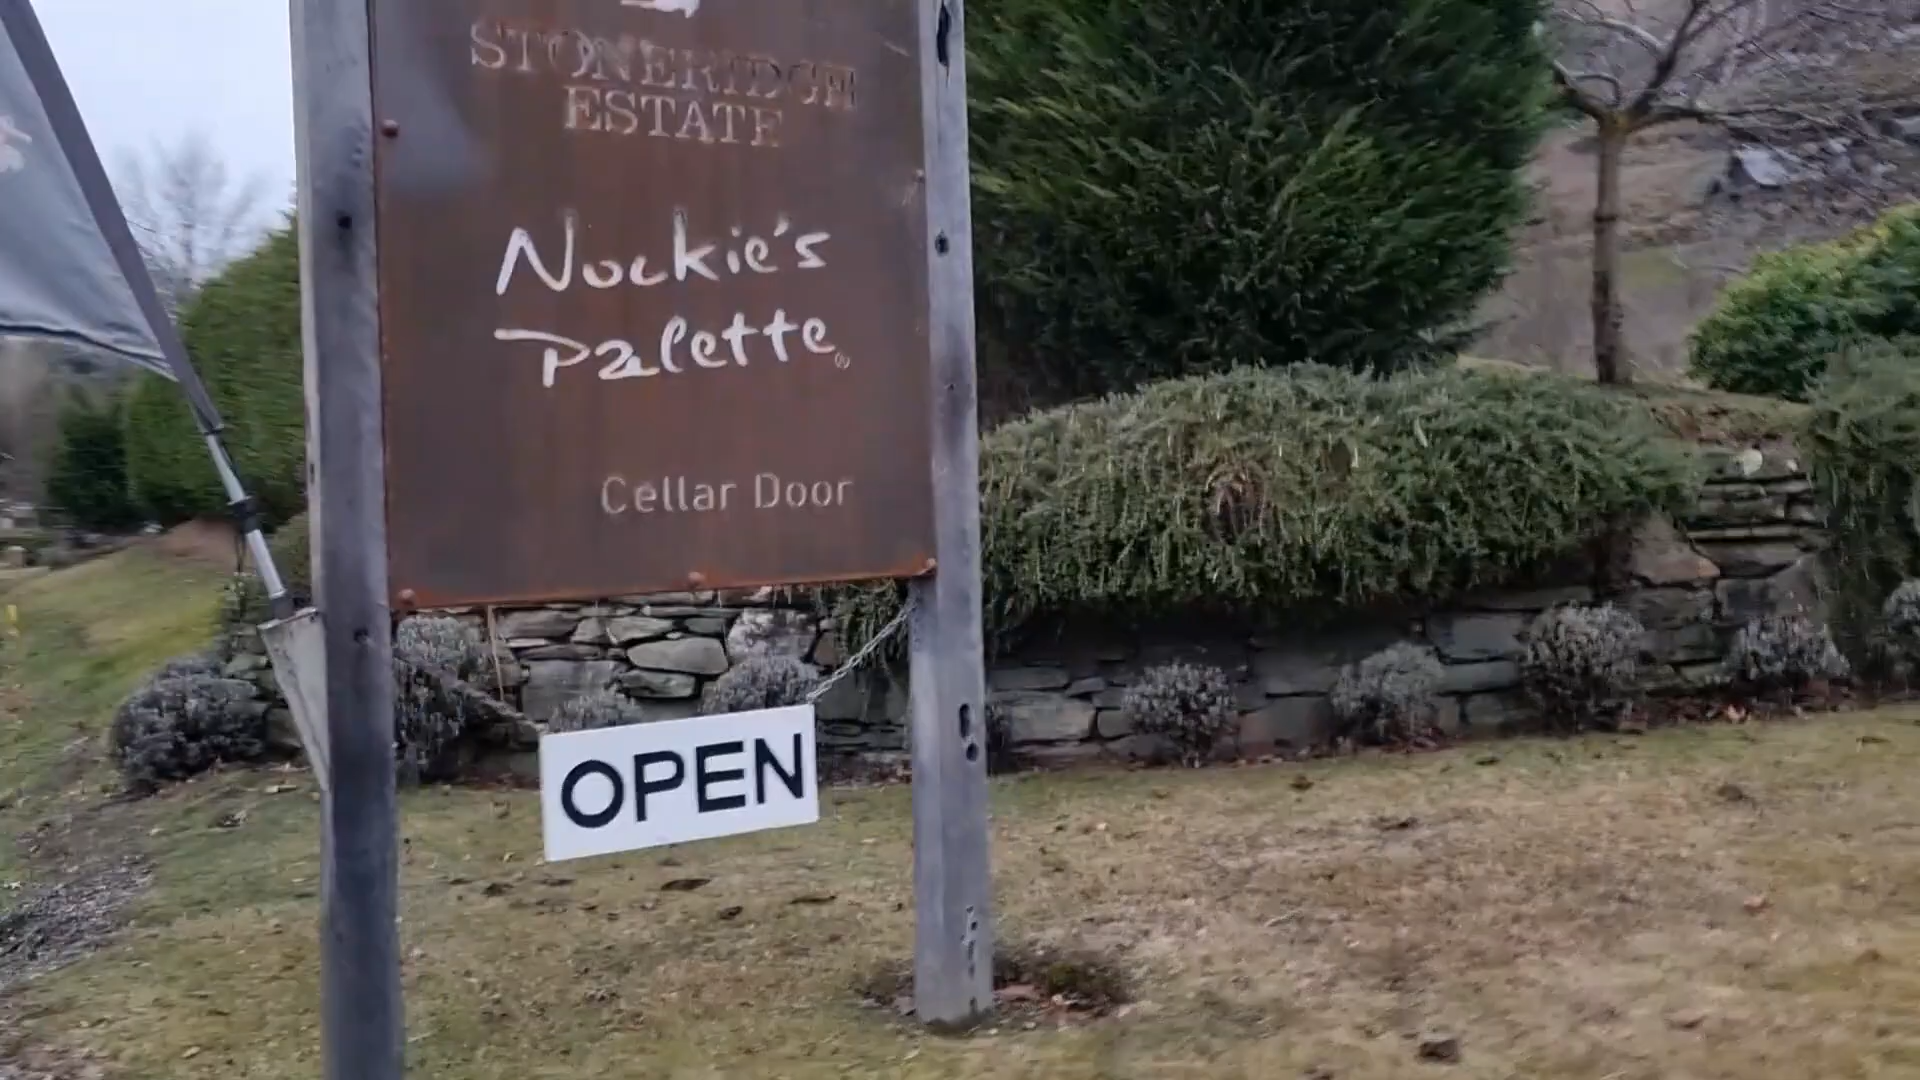 STONERIDGE
ESTATE
Nockie's
Palette
Cellar Door
OPEN